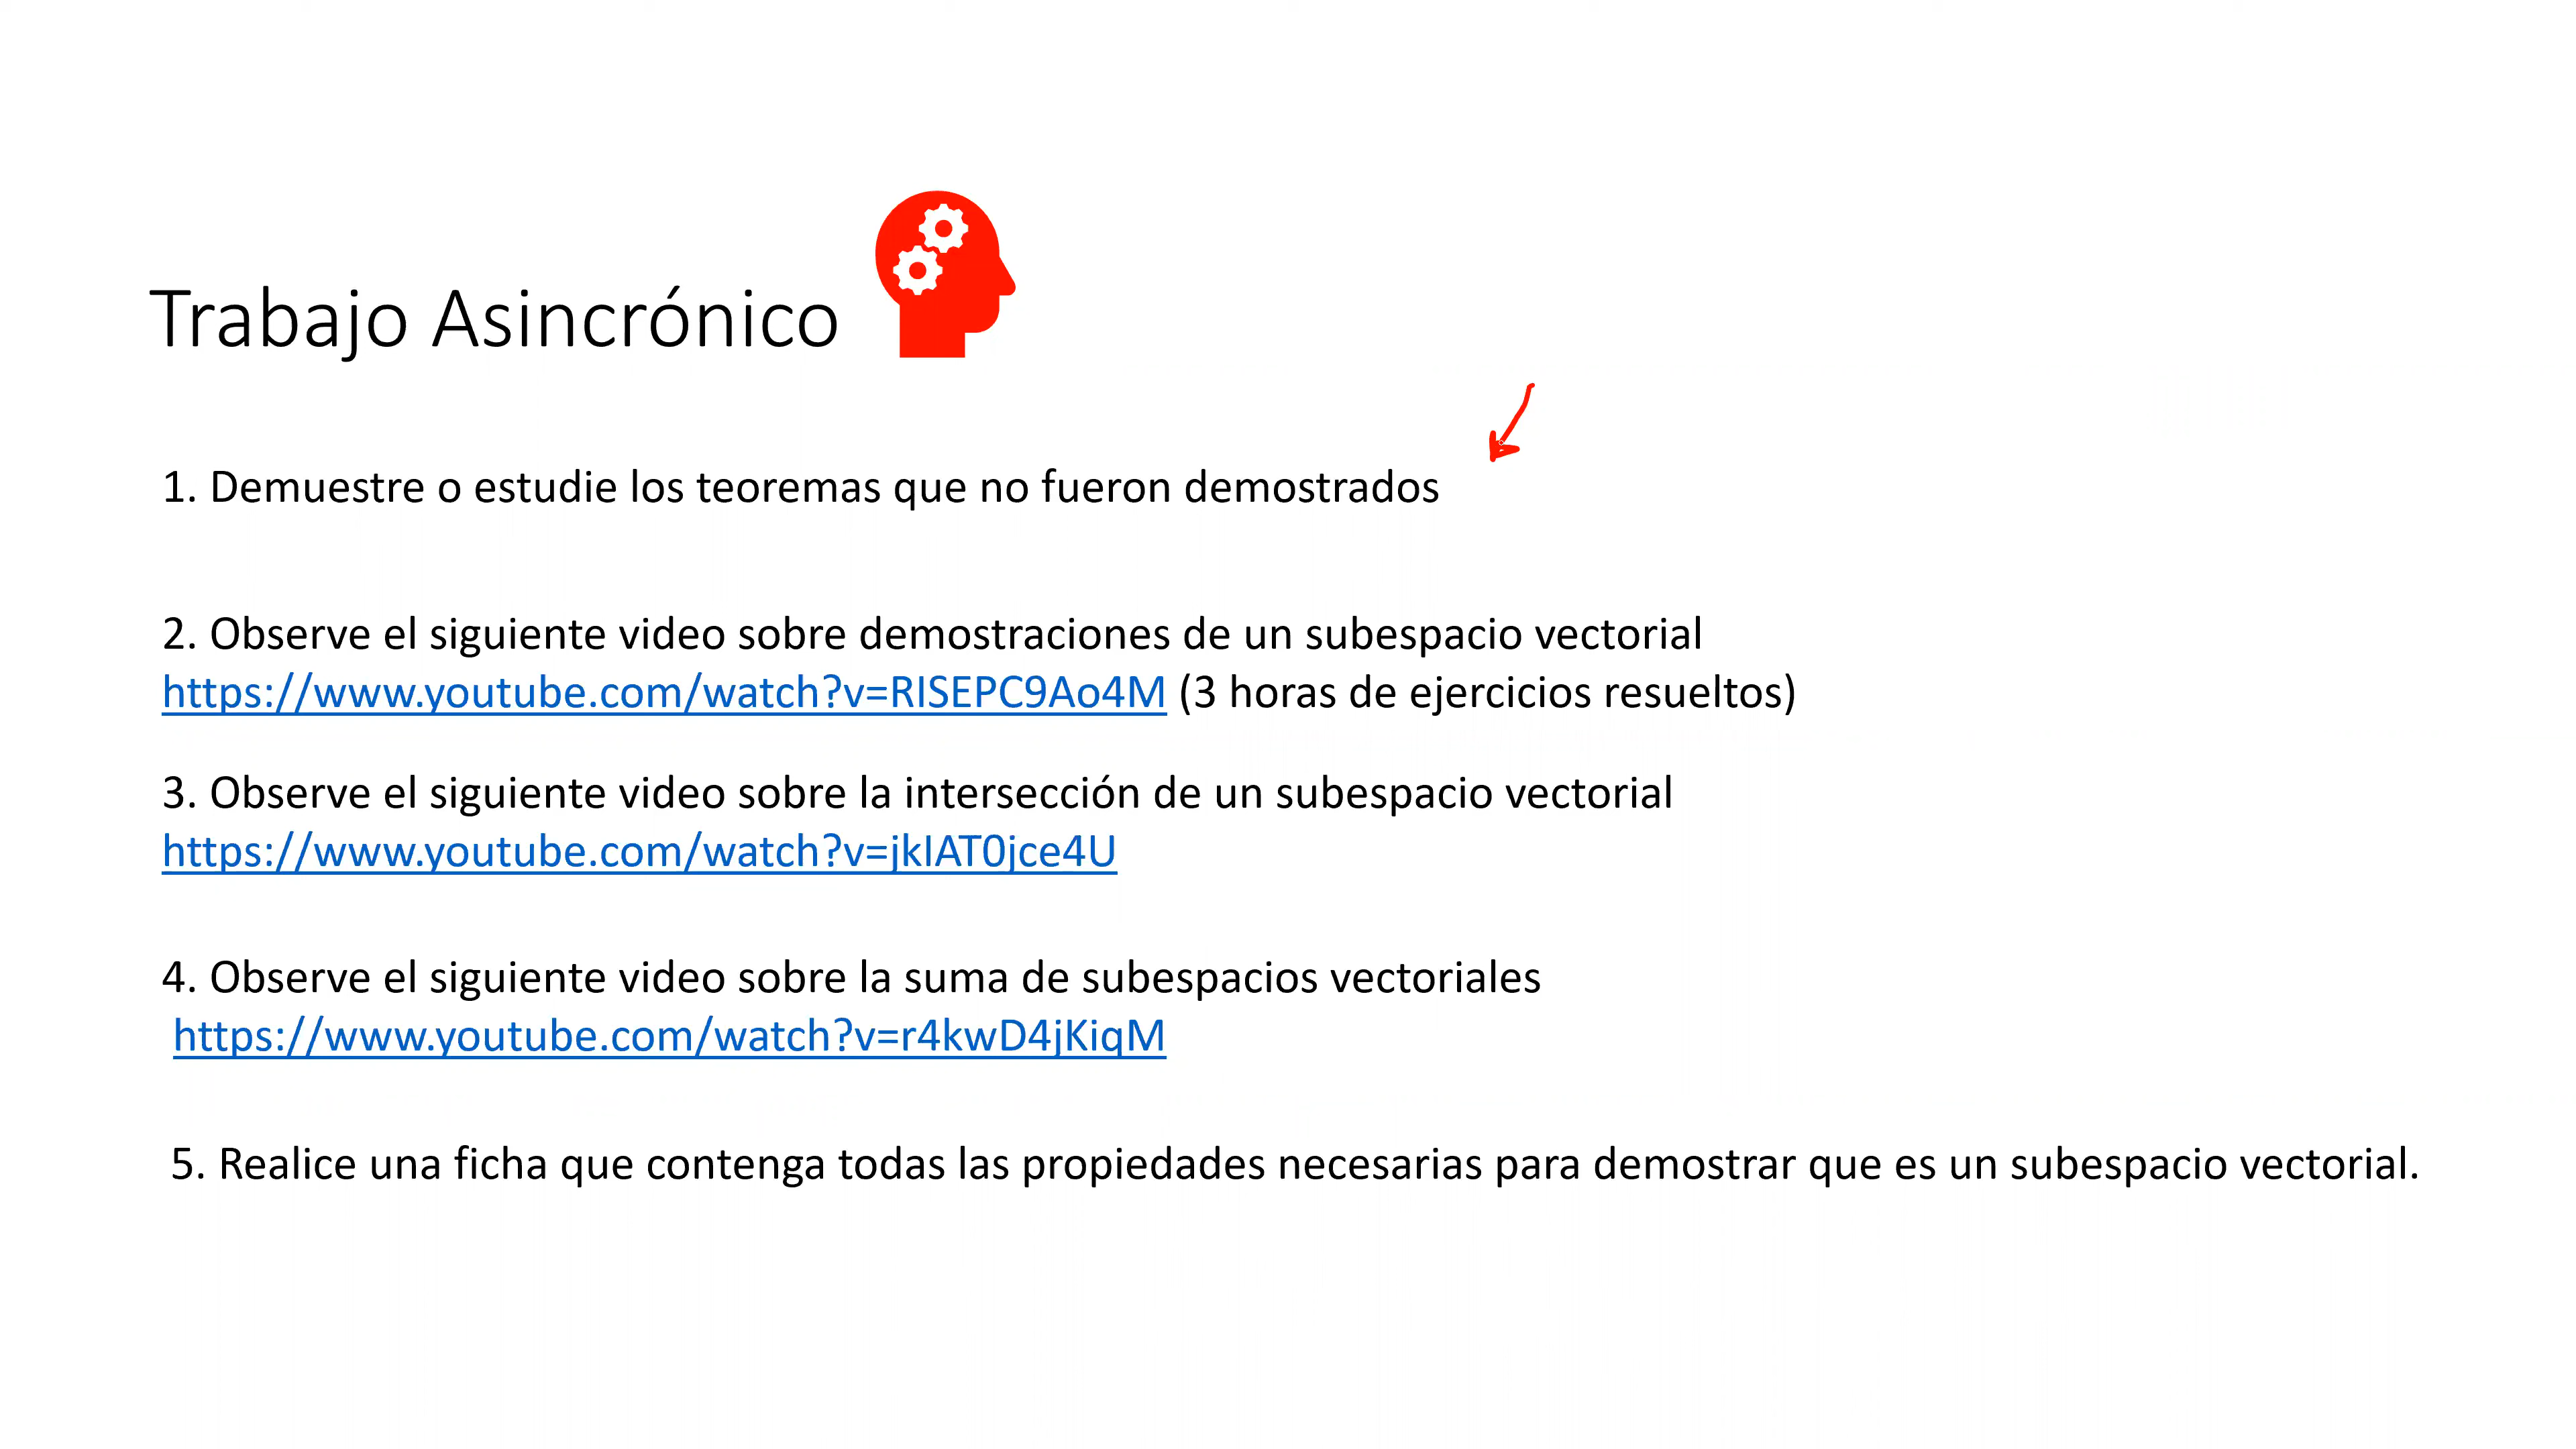 Trabajo Asincrónico
1. Demuestre o estudie los teoremas que no fueron demostrados
2. Observe el siguiente video sobre demostraciones de un subespacio vectorial
https://www.youtube.com/watch?v=RISEPC9Ao4M (3 horas de ejercicios resueltos)
3. Observe el siguiente video sobre la intersección de un subespacio vectorial
https://www.youtube.com/watch?v=jkIAT0jce4U
4. Observe el siguiente video sobre la suma de subespacios vectoriales
https://www.youtube.com/watch?v=r4kwD4jKiqM
5. Realice una ficha que contenga todas las propiedades necesarias para demostrar que es un subespacio vectorial.